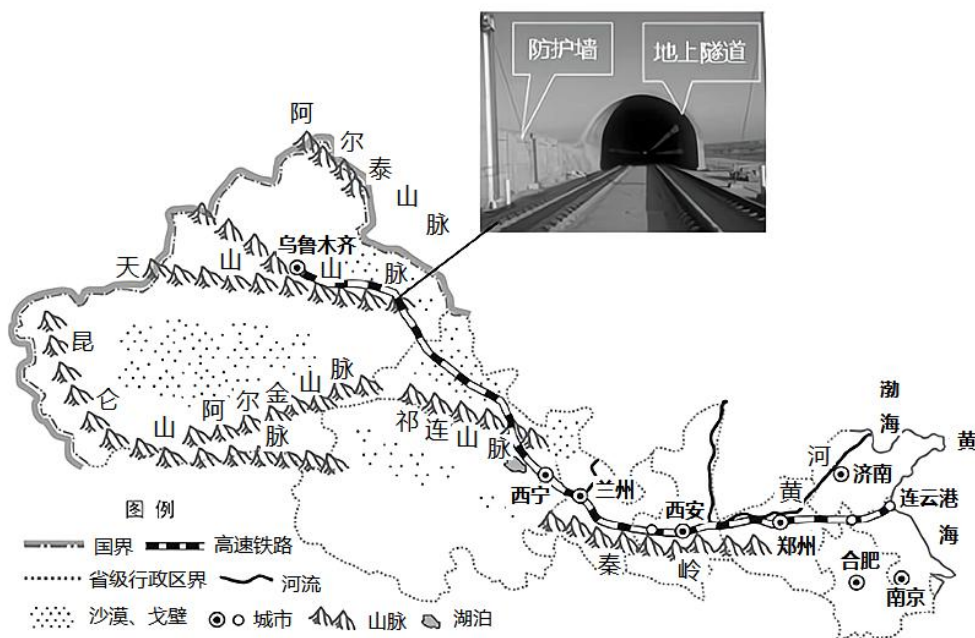 防护墙
地上隧道
阿尔泰山脉
乌鲁木齐
天山山脉
昆仑山脉
阿尔金山脉
祁连山脉
渤海
黄海
黄河
济南
连云港
西宁
兰州
西安
郑州
秦岭
合肥
南京
图例
国界
高速铁路
省级行政区界
河流
沙漠、戈壁
城市
山脉
湖泊